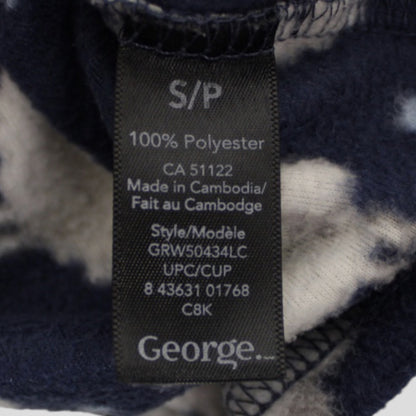 S/P
100% Polyester
CA 51122
Made in Cambodia/
Fait au Cambodge
Style/Modèle
GRW50434LC
UPC/CUP
8 43631 01768
C8K
George.